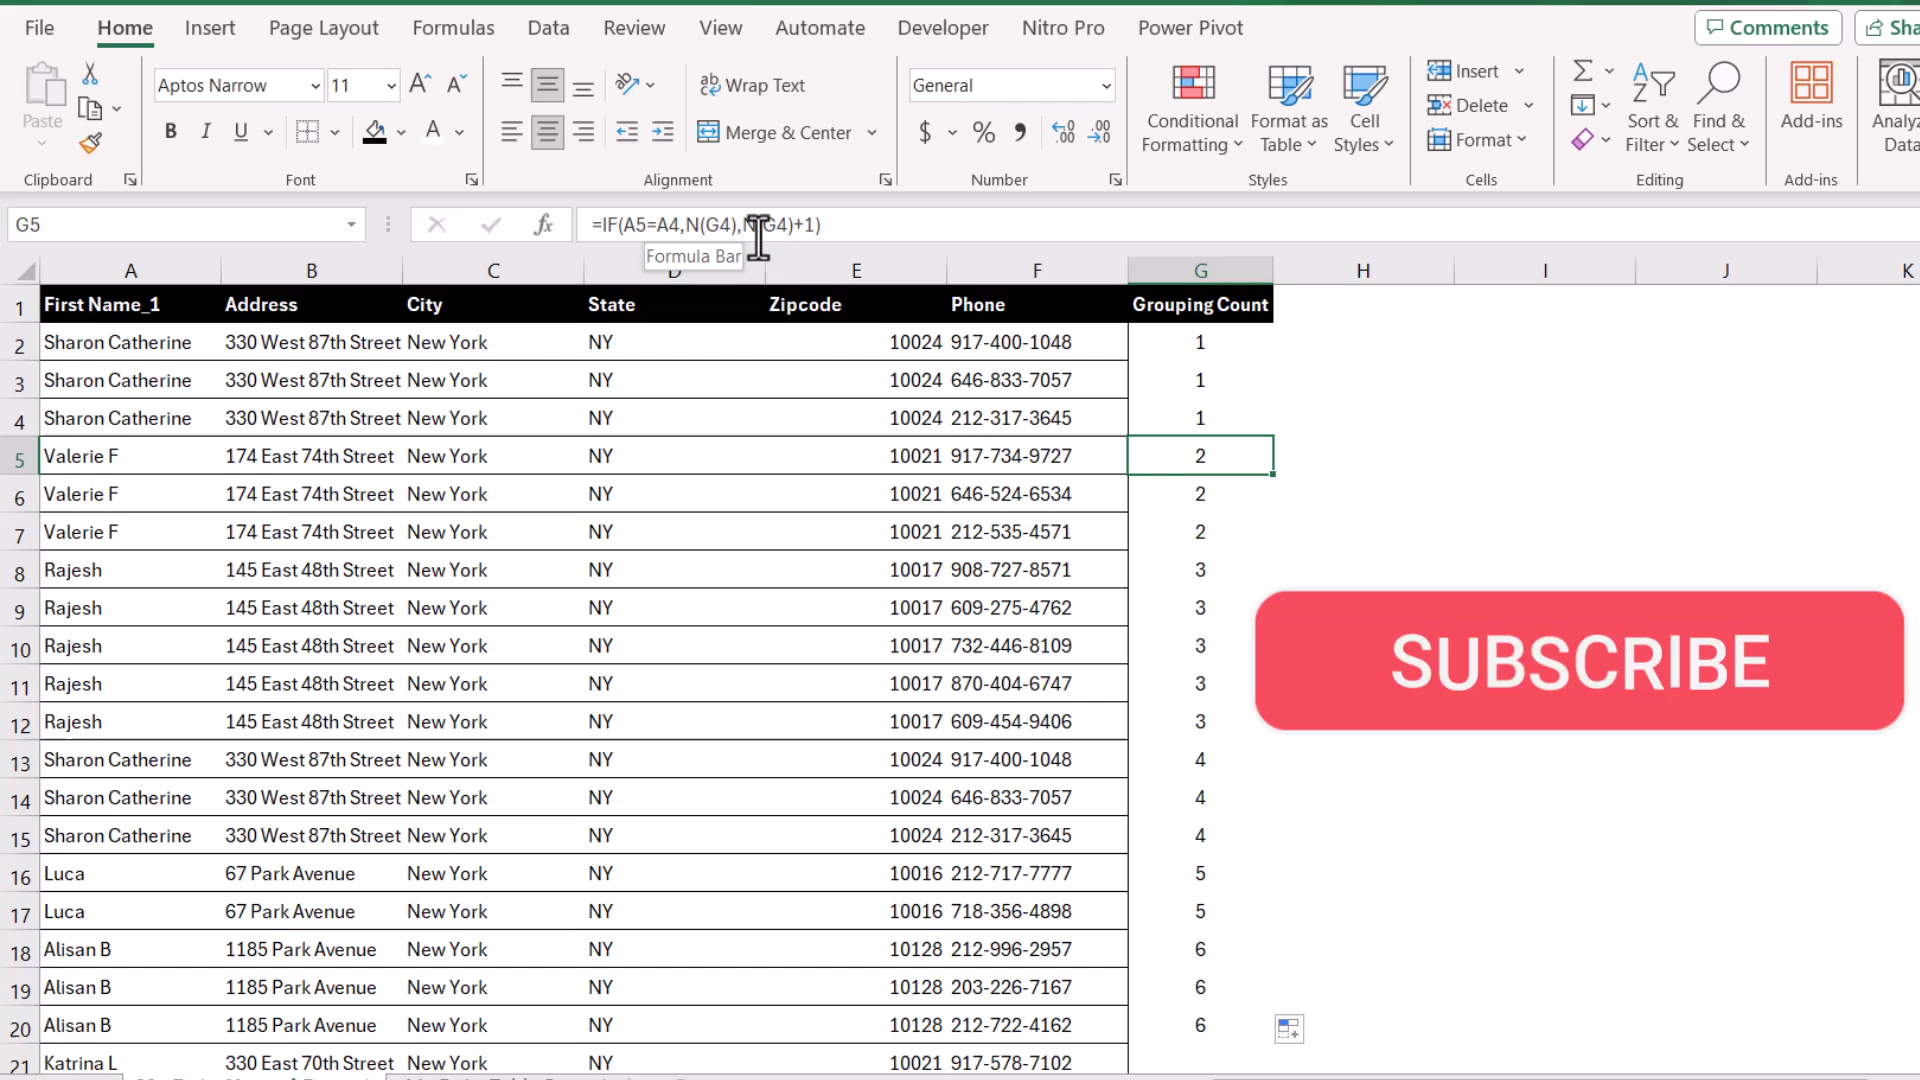 File Home Insert Page Layout Formulas Data Review View Automate Developer Nitro Pro Power Pivot Comments
Aptos Narrow 11 Wrap Text General Insert
Paste Conditional Formatting Format as Table Cell Styles Delete Sort & Filter Find & Select Add-ins
B I U A Merge & Center $ % Format
Clipboard Font Alignment Number Styles Cells Editing Add-ins
G5 fx =IF(A5=A4,N(G4),N(G4)+1)
Formula Bar
A B C D E F G H I J K
1 First Name_1 Address City State Zipcode Phone Grouping Count
2 Sharon Catherine 330 West 87th Street New York NY 10024 917-400-1048 1
3 Sharon Catherine 330 West 87th Street New York NY 10024 646-833-7057 1
4 Sharon Catherine 330 West 87th Street New York NY 10024 212-317-3645 1
5 Valerie F 174 East 74th Street New York NY 10021 917-734-9727 2
6 Valerie F 174 East 74th Street New York NY 10021 646-524-6534 2
7 Valerie F 174 East 74th Street New York NY 10021 212-535-4571 2
8 Rajesh 145 East 48th Street New York NY 10017 908-727-8571 3
9 Rajesh 145 East 48th Street New York NY 10017 609-275-4762 3
10 Rajesh 145 East 48th Street New York NY 10017 732-446-8109 3
SUBSCRIBE
11 Rajesh 145 East 48th Street New York NY 10017 870-404-6747 3
12 Rajesh 145 East 48th Street New York NY 10017 609-454-9406 3
13 Sharon Catherine 330 West 87th Street New York NY 10024 917-400-1048 4
14 Sharon Catherine 330 West 87th Street New York NY 10024 646-833-7057 4
15 Sharon Catherine 330 West 87th Street New York NY 10024 212-317-3645 4
16 Luca 67 Park Avenue New York NY 10016 212-717-7777 5
17 Luca 67 Park Avenue New York NY 10016 718-356-4898 5
18 Alisan B 1185 Park Avenue New York NY 10128 212-996-2957 6
19 Alisan B 1185 Park Avenue New York NY 10128 203-226-7167 6
20 Alisan B 1185 Park Avenue New York NY 10128 212-722-4162 6
21 Katrina L 330 East 70th Street New York NY 10021 917-578-7102